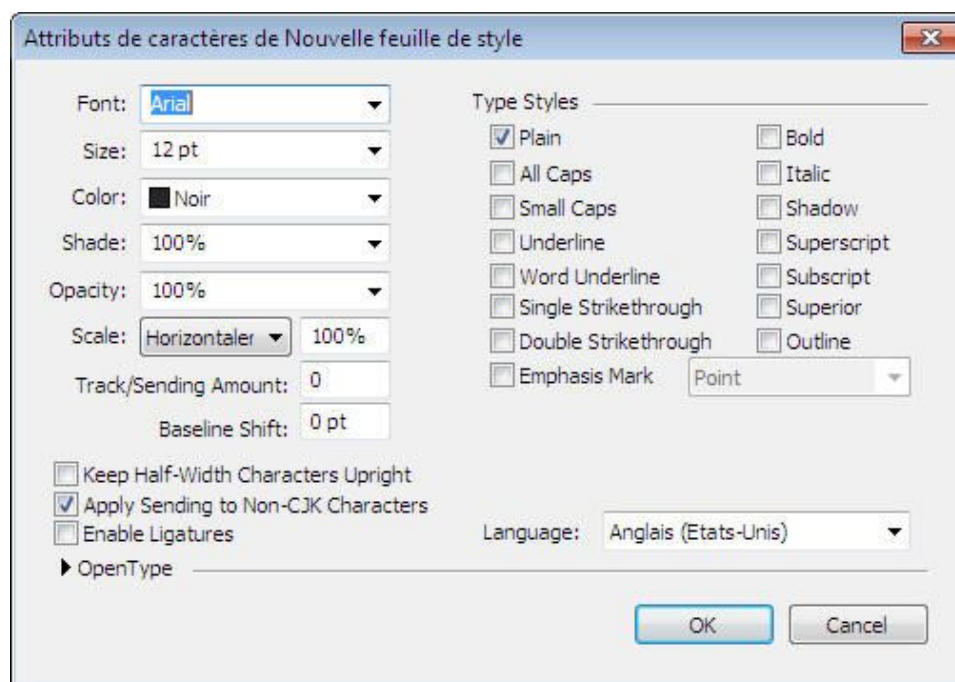 Attributs de caractères de Nouvelle feuille de style
Font: Arial
Size: 12 pt
Color: Noir
Shade: 100%
Opacity: 100%
Scale: Horizontaler 100%
Track/Sending Amount: 0
Baseline Shift: 0 pt
Type Styles
Plain Bold
All Caps Italic
Small Caps Shadow
Underline Superscript
Word Underline Subscript
Single Strikethrough Superior
Double Strikethrough Outline
Emphasis Mark Point
Keep Half-Width Characters Upright
Apply Sending to Non-CJK Characters
Enable Ligatures
Language: Anglais (Etats-Unis)
OpenType
OK Cancel